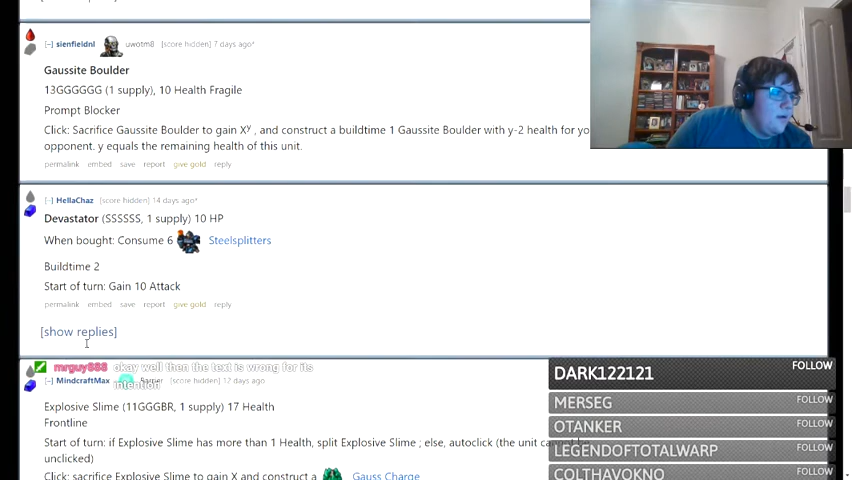 [–] sienfieldnl uwotm8 [score hidden] 7 days ago*
Gaussite Boulder
13GGGGGG (1 supply), 10 Health Fragile
Prompt Blocker
Click: Sacrifice Gaussite Boulder to gain Xʸ , and construct a buildtime 1 Gaussite Boulder with y-2 health for yo
opponent. y equals the remaining health of this unit.
permalink embed save report give gold reply
[–] HellaChaz [score hidden] 14 days ago*
Devastator (SSSSSS, 1 supply) 10 HP
When bought: Consume 6 Steelsplitters
Buildtime 2
Start of turn: Gain 10 Attack
permalink embed save report give gold reply
[show replies]
mrguy888 okay well then the text is wrong for its
intention
MindcraftMax [score hidden] 17 days ago
Explosive Slime (11GGGBR, 1 supply) 17 Health
Frontline
Start of turn: if Explosive Slime has more than 1 Health, split Explosive Slime ; else, autoclick (the unit
unclicked)
Click: sacrifice Explosive Slime to gain X and construct a Gauss Charge
DARK122121 FOLLOW
MERSEG FOLLOW
OTANKER FOLLOW
LEGENDOFTOTALWARP FOLLOW
COLTHAVOKNO FOLLOW